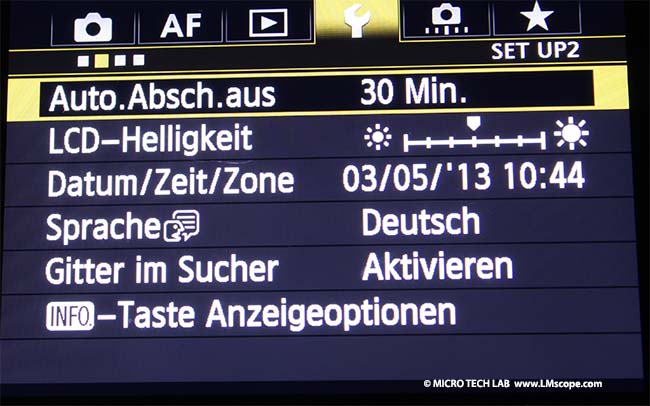 AF
SET UP2
Auto.Absch.aus 30 Min.
LCD-Helligkeit
Datum/Zeit/Zone 03/05/'13 10:44
Sprache Deutsch
Gitter im Sucher Aktivieren
INFO.-Taste Anzeigeoptionen
© MICRO TECH LAB www.LMscope.com